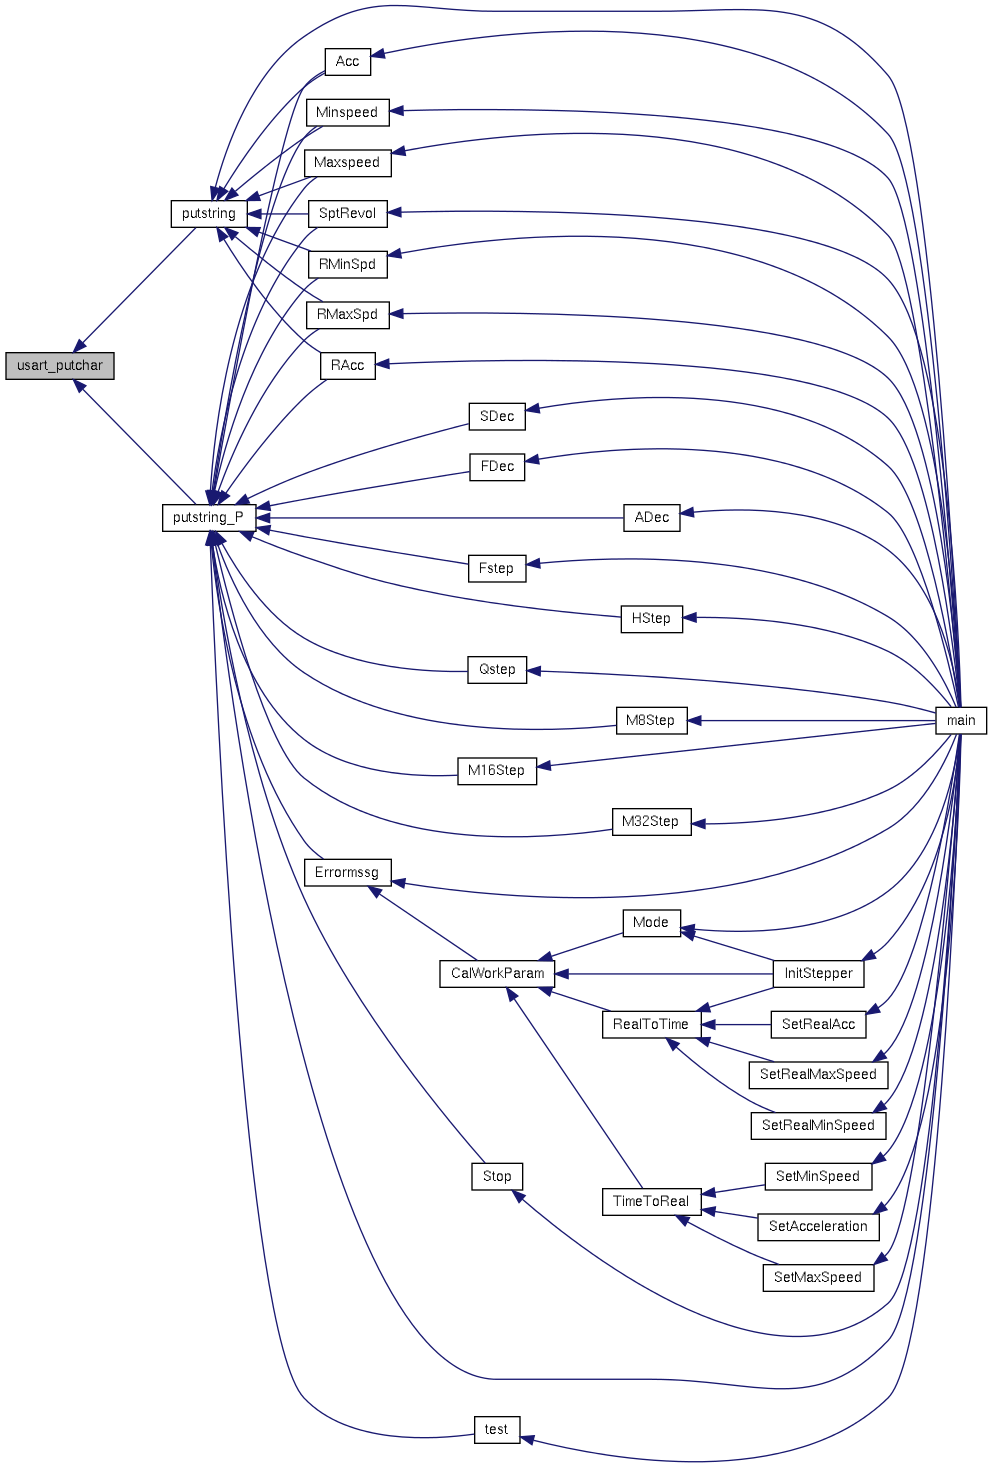 Acc
Minspeed
Maxspeed
putstring
SptRevol
RMinSpd
RMaxSpd
usart_putchar
RAcc
SDec
FDec
putstring_P
ADec
Fstep
HStep
Qstep
M8Step
main
M16Step
M32Step
Errormssg
Mode
CalWorkParam
InitStepper
RealToTime
SetRealAcc
SetRealMaxSpeed
SetRealMinSpeed
Stop
SetMinSpeed
TimeToReal
SetAcceleration
SetMaxSpeed
test